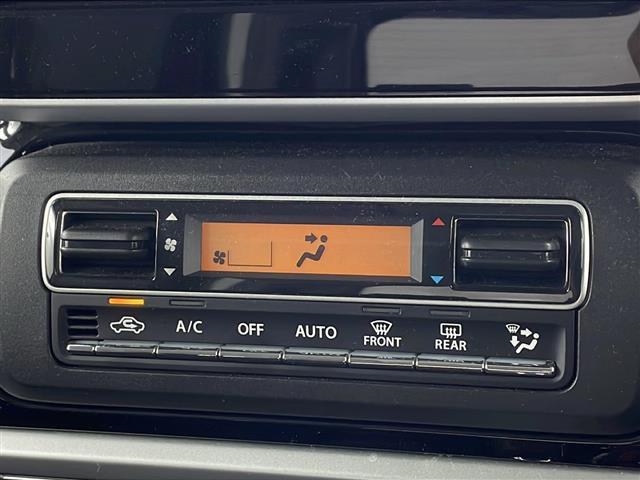 A/C OFF AUTO FRONT REAR